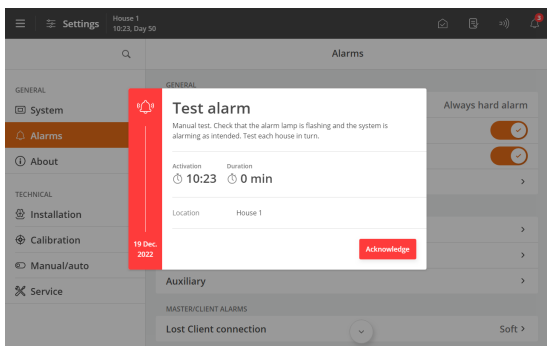 Settings
House 1
10:23, Day 50
3
Alarms
GENERAL
System
Alarms
About
TECHNICAL
Installation
Calibration
Manual/auto
Service
GENERAL
Always hard alarm
Test alarm
Manual test. Check that the alarm lamp is flashing and the system is
alarming as intended. Test each house in turn.
Activation
Duration
10:23
0 min
Location
House 1
19 Dec.
2022
Acknowledge
Auxiliary
MASTER/CLIENT ALARMS
Lost Client connection
Soft